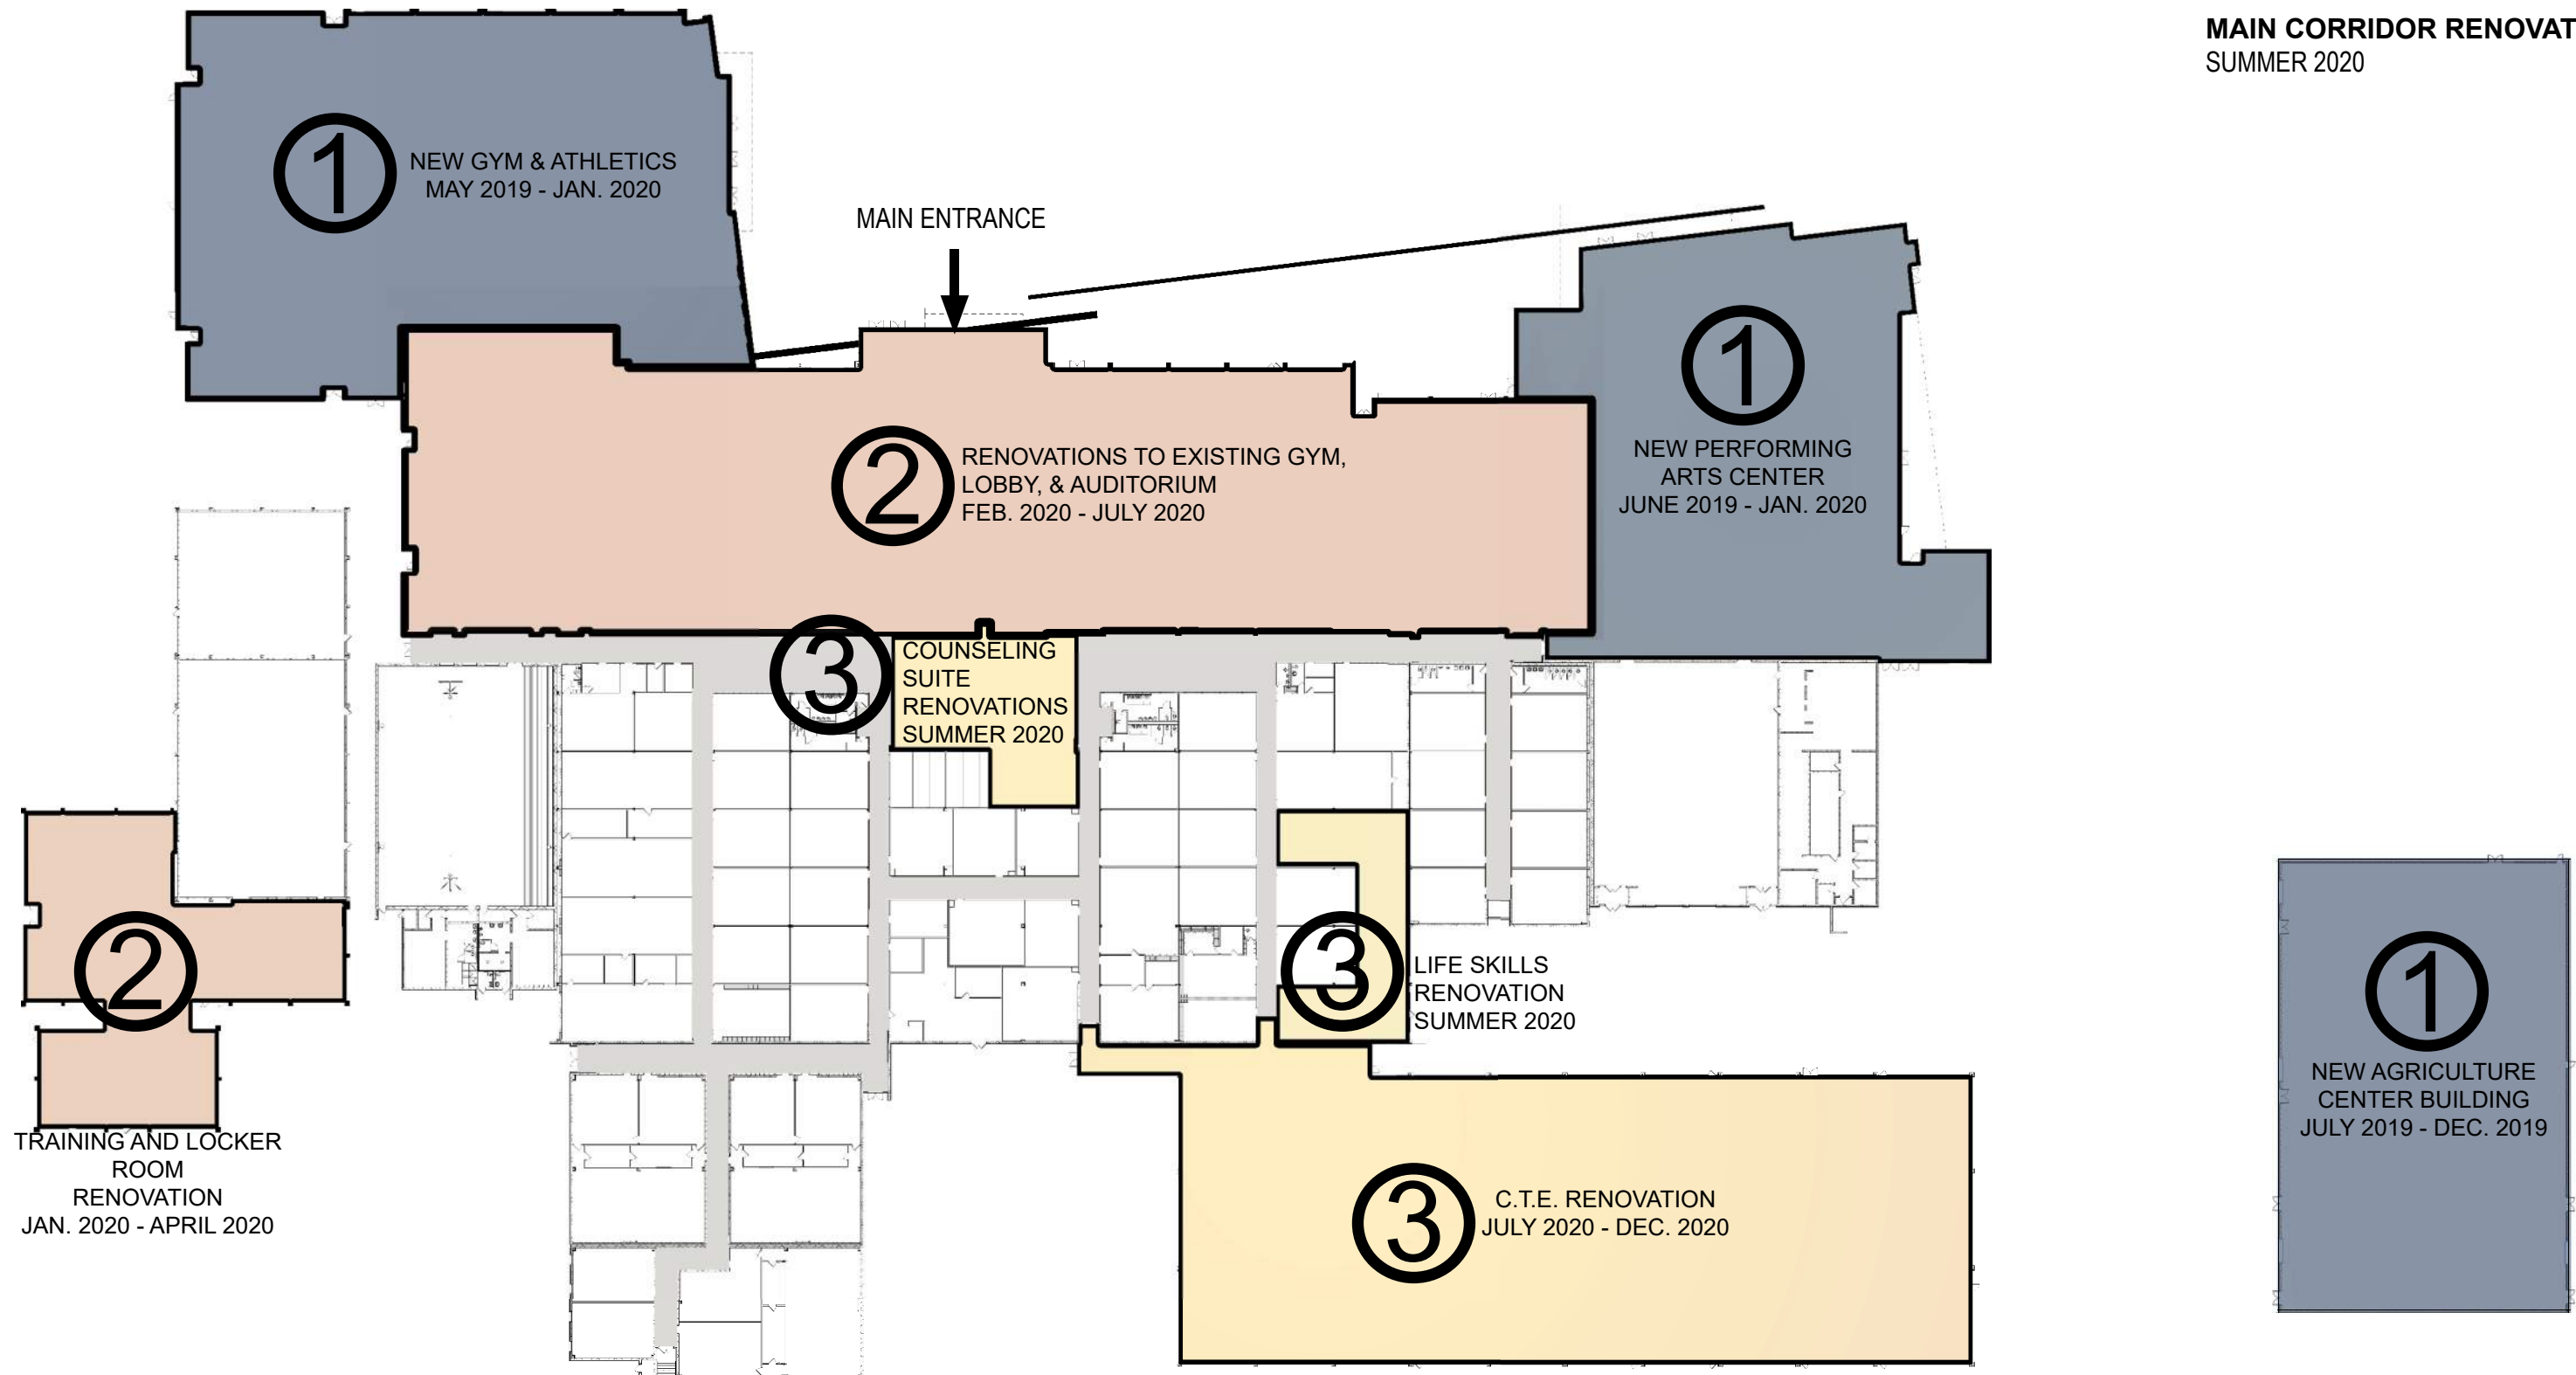 MAIN CORRIDOR RENOVAT
SUMMER 2020
1
NEW GYM & ATHLETICS
MAY 2019 - JAN. 2020
MAIN ENTRANCE
1
NEW PERFORMING
ARTS CENTER
JUNE 2019 - JAN. 2020
2
RENOVATIONS TO EXISTING GYM,
LOBBY, & AUDITORIUM
FEB. 2020 - JULY 2020
3
COUNSELING
SUITE
RENOVATIONS
SUMMER 2020
2
TRAINING AND LOCKER
ROOM
RENOVATION
JAN. 2020 - APRIL 2020
3
LIFE SKILLS
RENOVATION
SUMMER 2020
1
NEW AGRICULTURE
CENTER BUILDING
JULY 2019 - DEC. 2019
3
C.T.E. RENOVATION
JULY 2020 - DEC. 2020